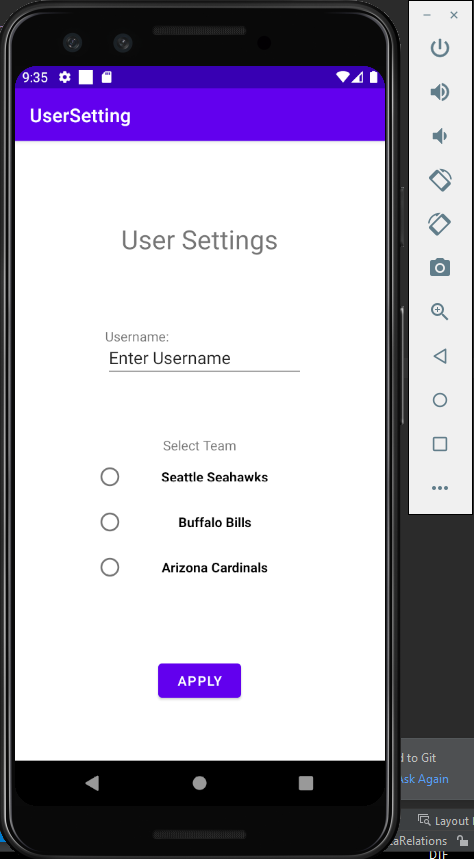 9:35
UserSetting
User Settings
Username:
Enter Username
Select Team
Seattle Seahawks
Buffalo Bills
Arizona Cardinals
APPLY
d to Git
Ask Again
Layout
aRelations